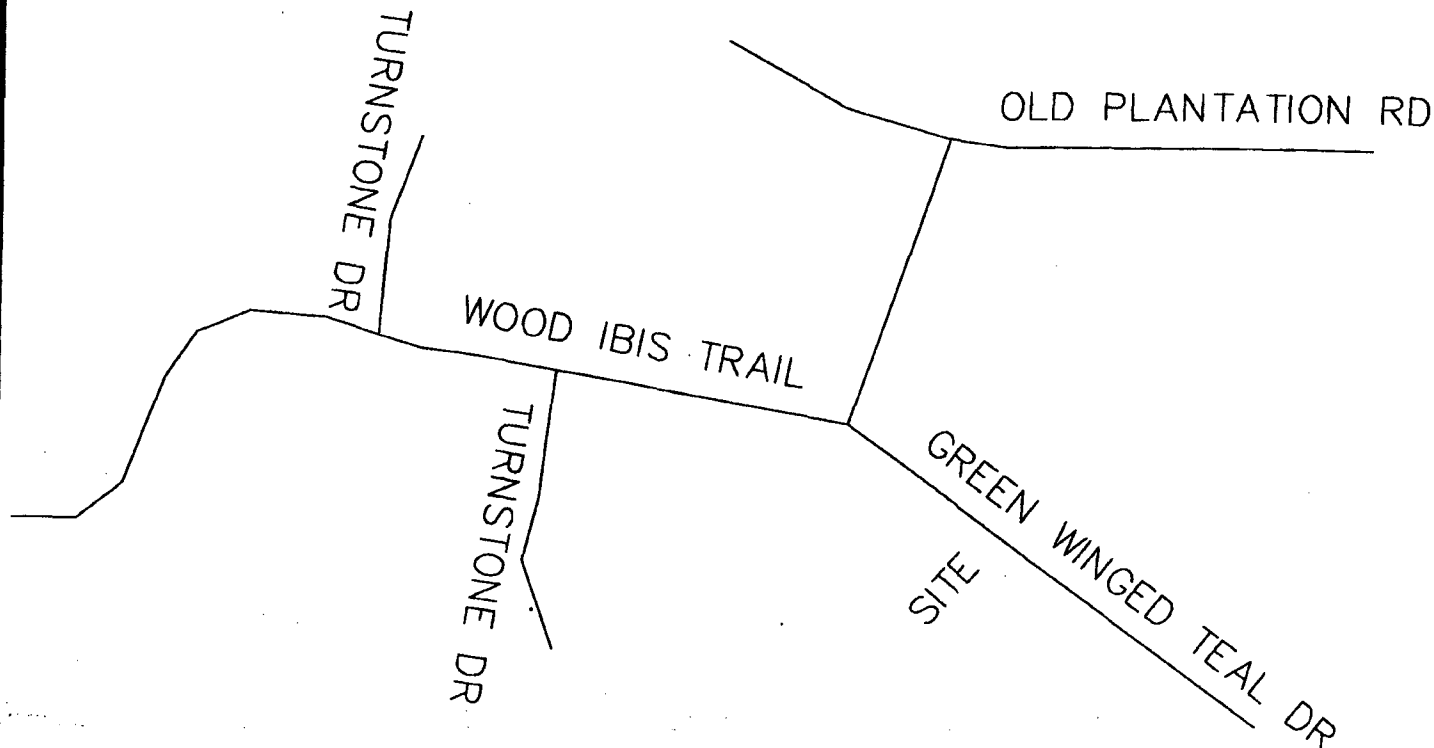 TURNSTONE DR
OLD PLANTATION RD
WOOD IBIS TRAIL
TURNSTONE DR
GREEN WINGED TEAL DR
SITE